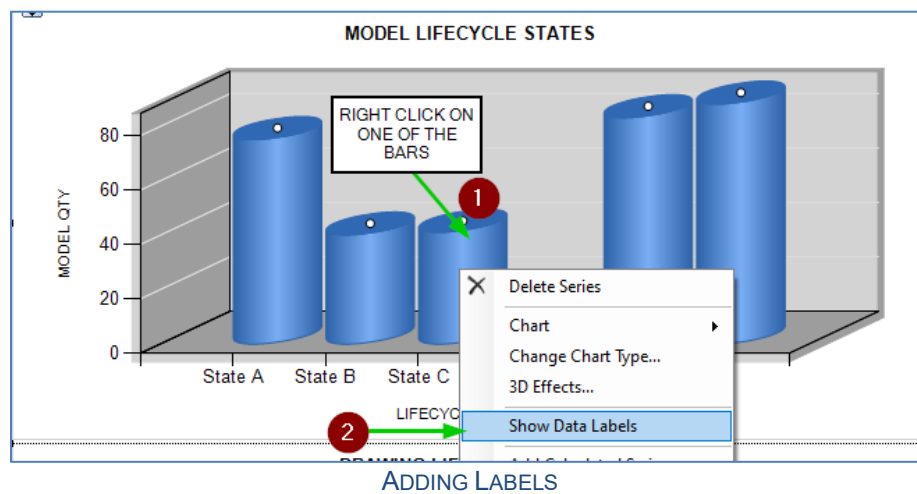 MODEL LIFECYCLE STATES
RIGHT CLICK ON
ONE OF THE
BARS
1
80
60
40
20
0
MODEL QTY
State A State B State C
Delete Series
Chart
Change Chart Type...
3D Effects...
Show Data Labels
LIFECYC
2
ADDING LABELS